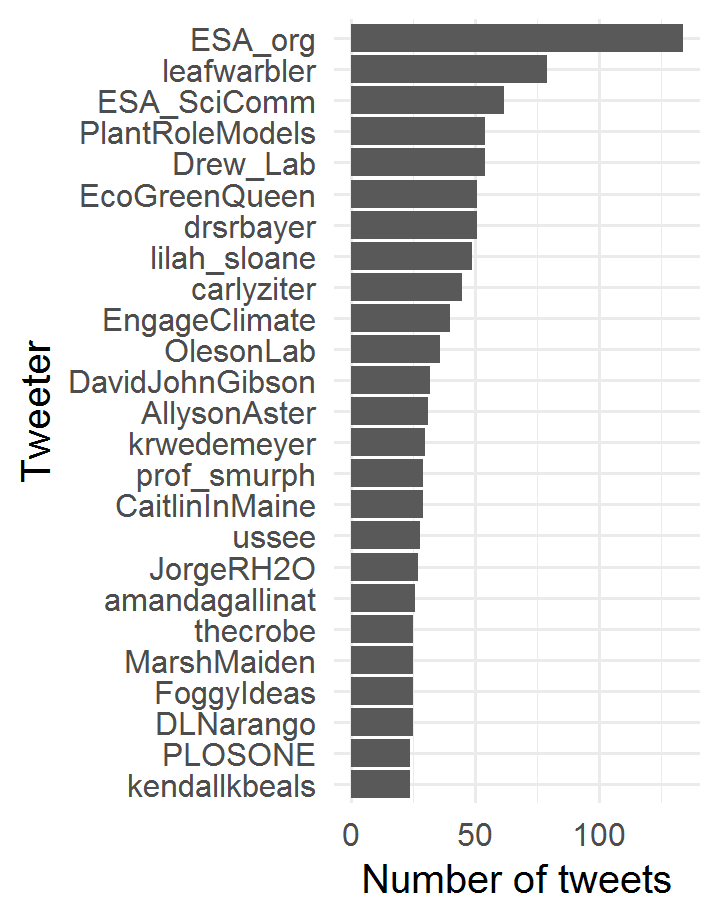 ESA_org
leafwarbler
ESA_SciComm
PlantRoleModels
Drew_Lab
EcoGreenQueen
drsrbayer
lilah_sloane
carlyziter
EngageClimate
OlesonLab
DavidJohnGibson
AllysonAster
krwedemeyer
prof_smurph
CaitlinInMaine
ussee
JorgeRH2O
amandagallinat
thecrobe
MarshMaiden
FoggyIdeas
DLNarango
PLOSONE
kendallkbeals
Tweeter
0 50 100
Number of tweets